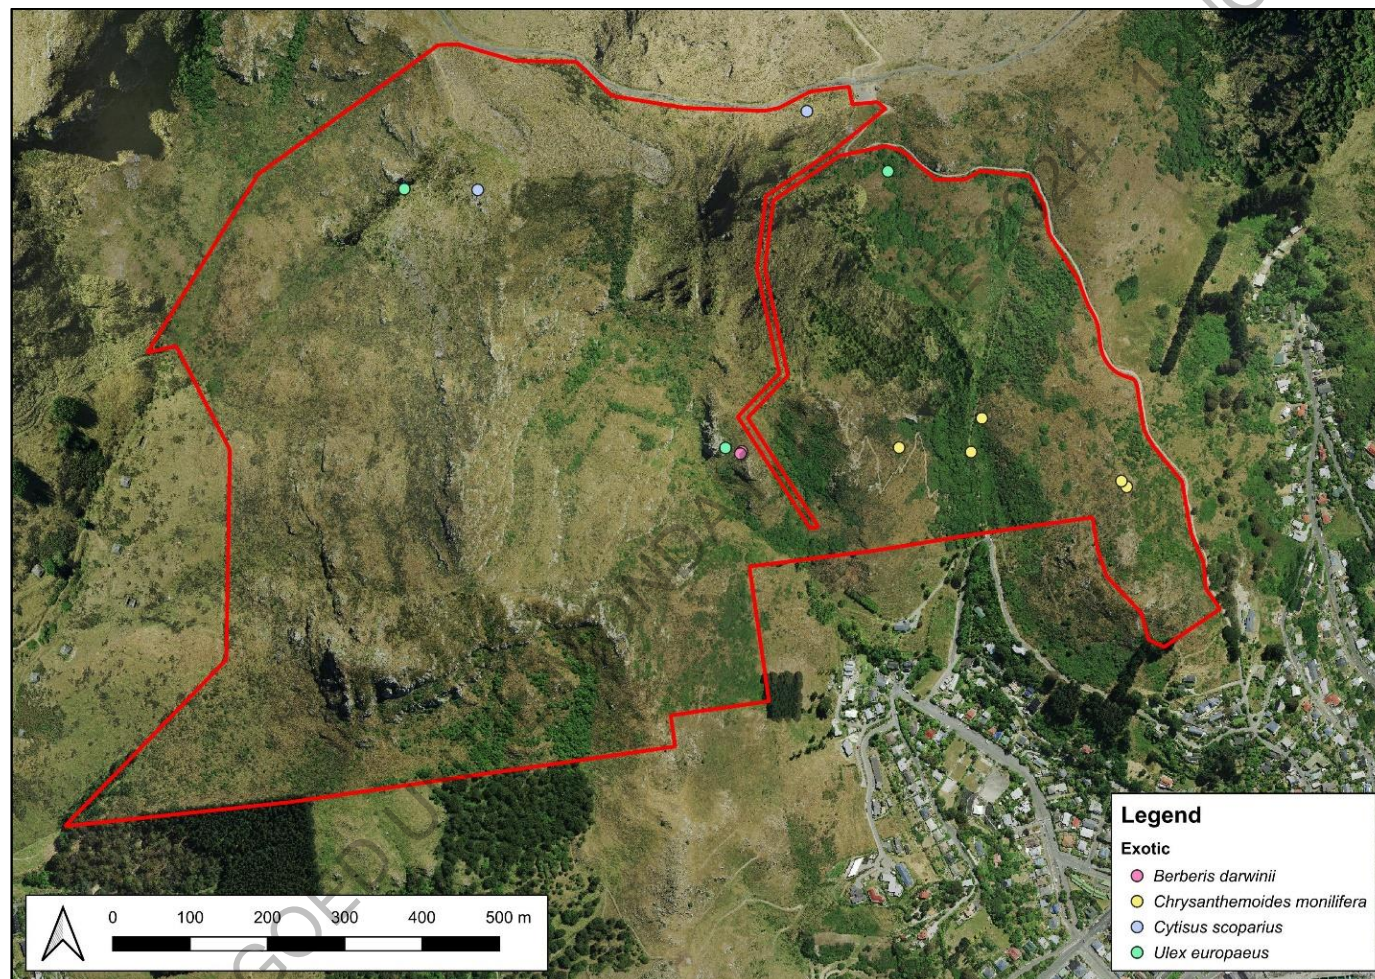 Legend
Exotic
Berberis darwinii
Chrysanthemoides monilifera
Cytisus scoparius
Ulex europaeus
0 100 200 300 400 500 m